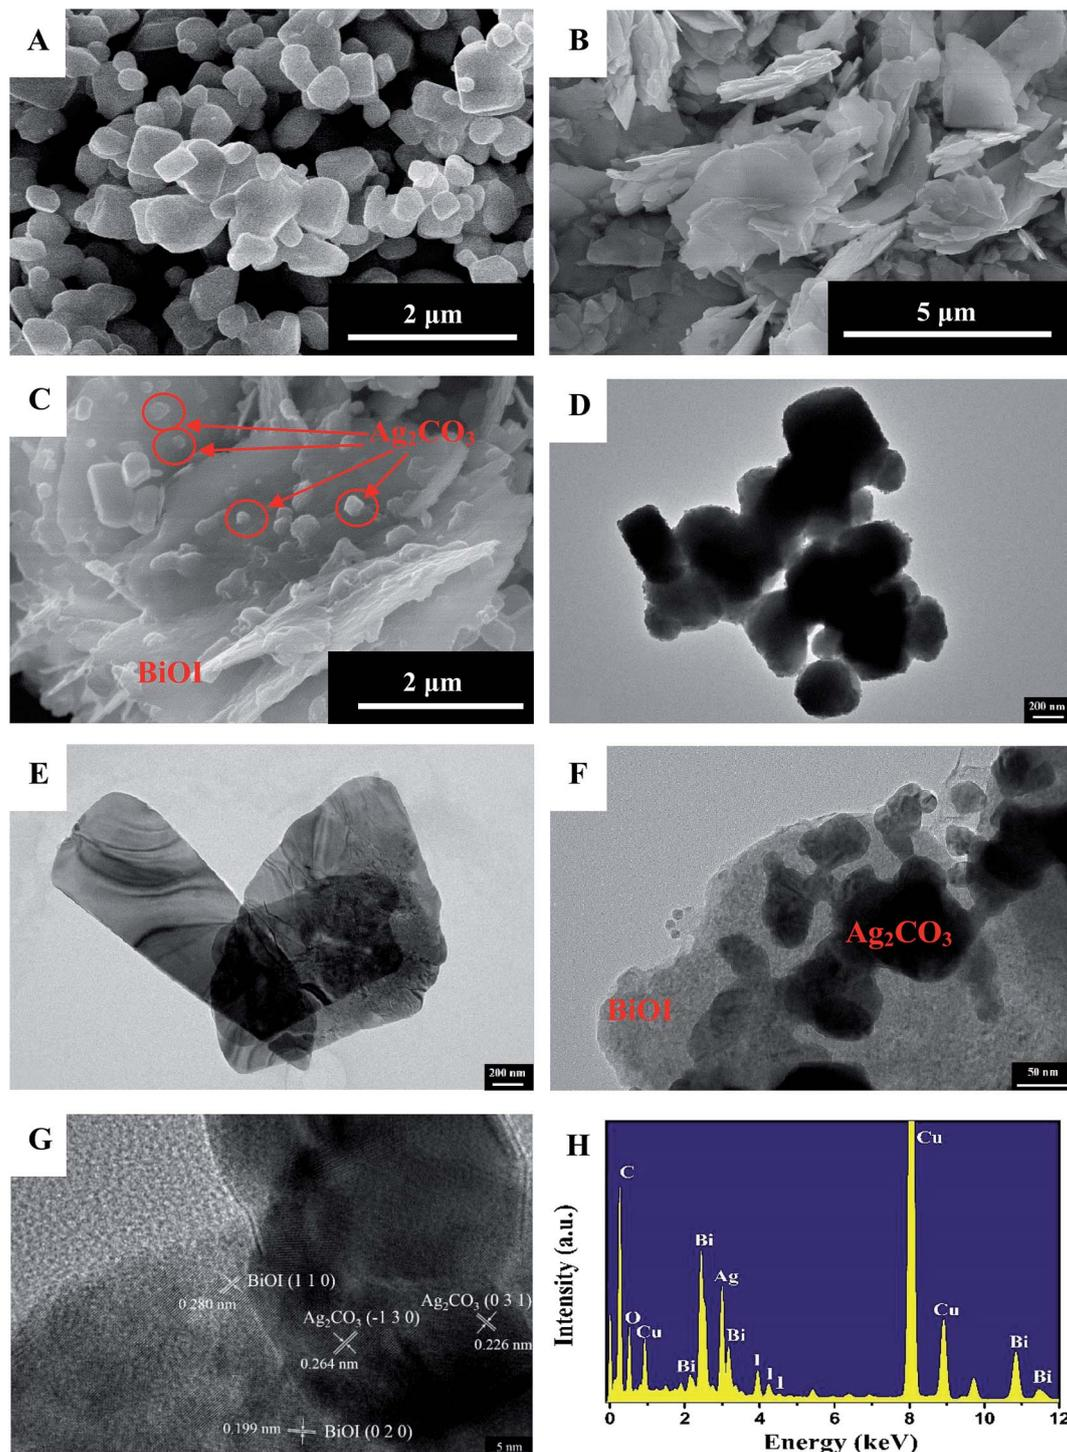 A
2 μm
B
5 μm
C
Ag₂CO₃
BiOI
2 μm
D
200 nm
E
200 nm
F
Ag₂CO₃
BiOI
50 nm
G
BiOI (1 1 0)
0.280 nm
Ag₂CO₃ (0 3 1)
Ag₂CO₃ (-1 3 0)
0.226 nm
0.264 nm
0.199 nm
BiOI (0 2 0)
5 nm
H
Intensity (a.u.)
Cu
C
Bi
Ag
O
Cu
Bi
Cu
Bi
I
I
I
Bi
Bi
0 2 4 6 8 10 12
Energy (keV)